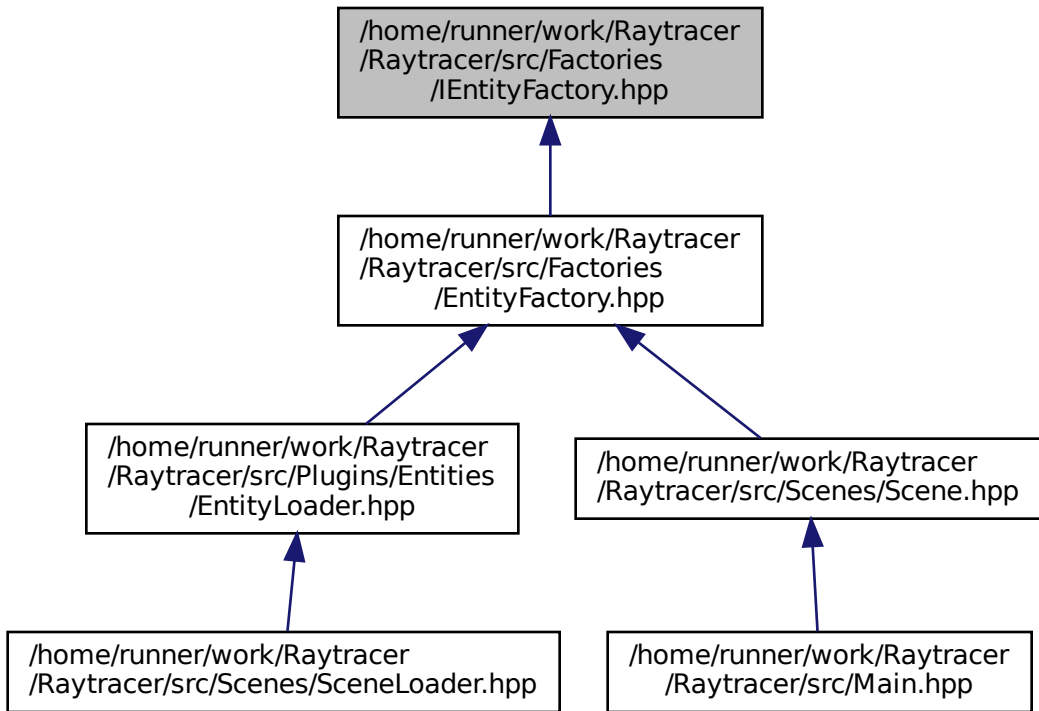 /home/runner/work/Raytracer
/Raytracer/src/Factories
/IEntityFactory.hpp
/home/runner/work/Raytracer
/Raytracer/src/Factories
/EntityFactory.hpp
/home/runner/work/Raytracer
/Raytracer/src/Plugins/Entities
/EntityLoader.hpp
/home/runner/work/Raytracer
/Raytracer/src/Scenes/Scene.hpp
/home/runner/work/Raytracer
/Raytracer/src/Scenes/SceneLoader.hpp
/home/runner/work/Raytracer
/Raytracer/src/Main.hpp